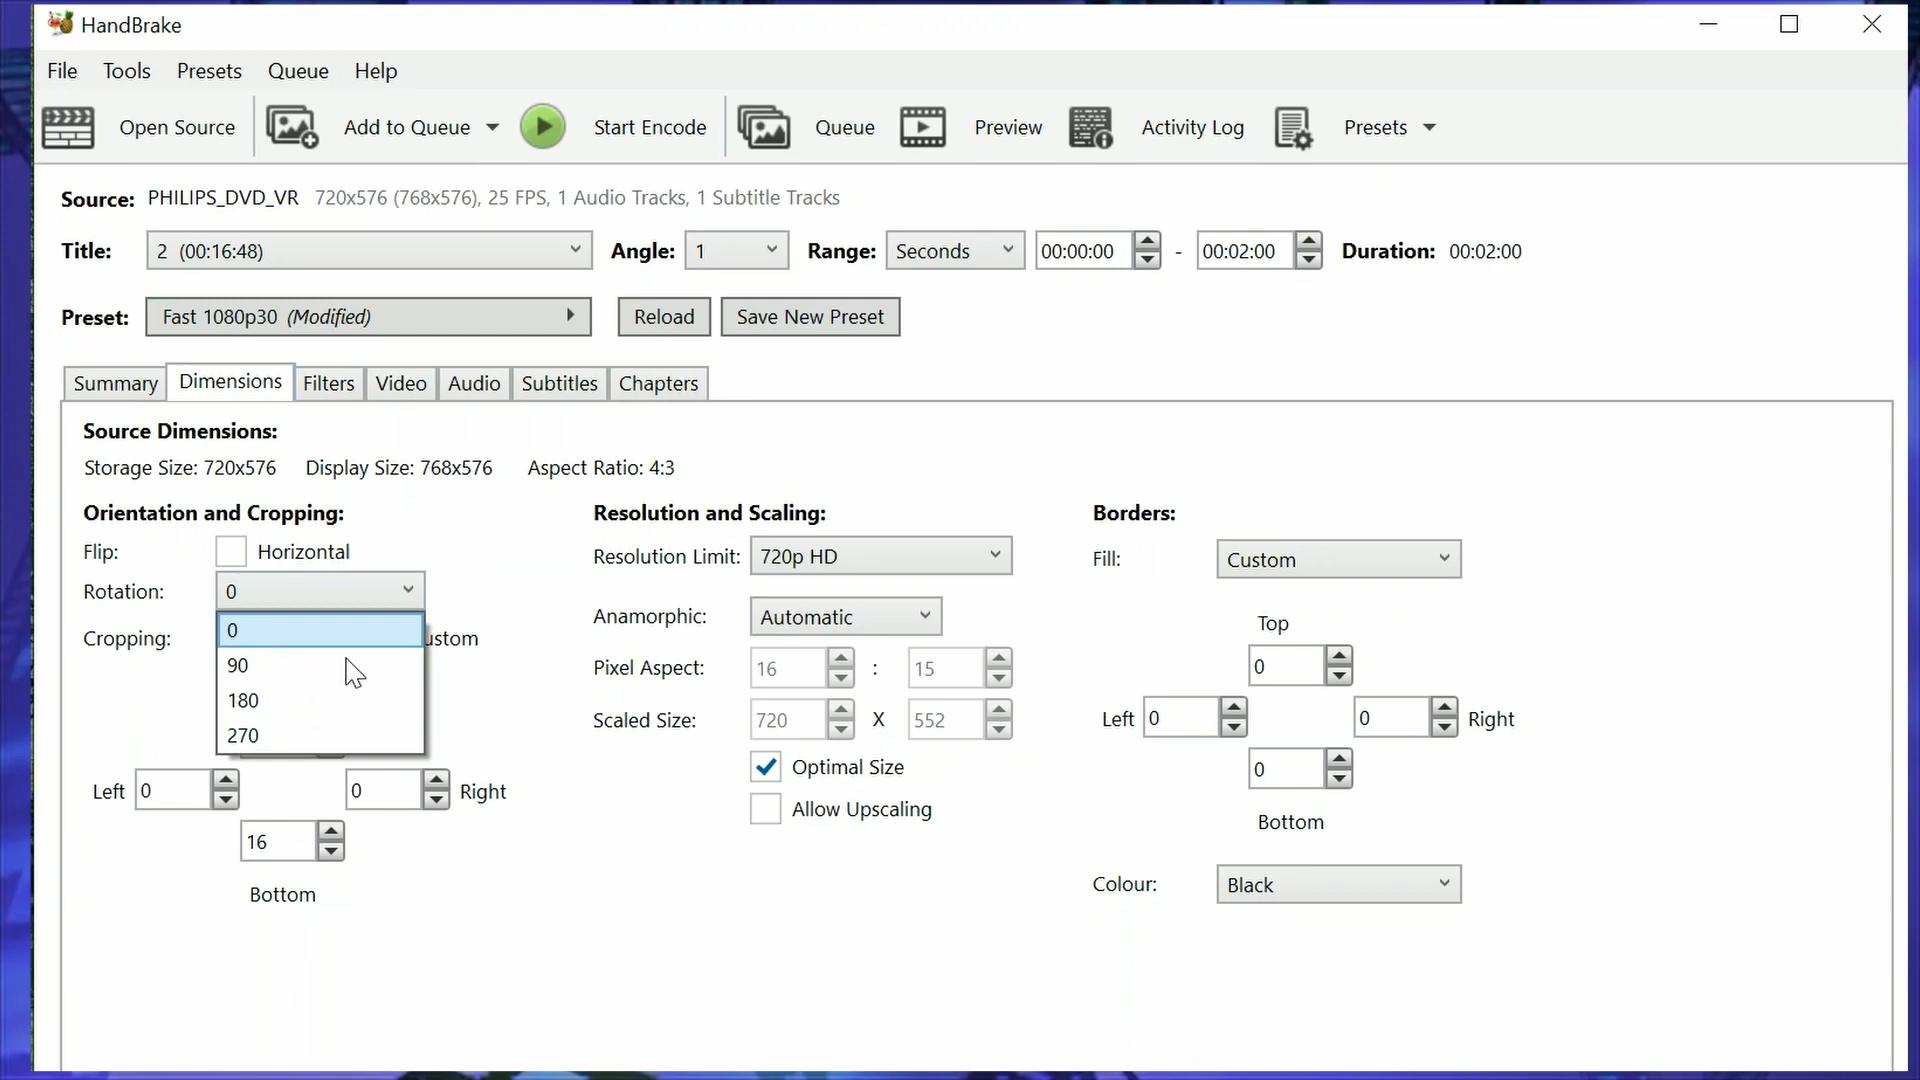 HandBrake
File Tools Presets Queue Help
Open Source Add to Queue Start Encode Queue Preview Activity Log Presets
Source: PHILIPS_DVD_VR 720x576 (768x576), 25 FPS, 1 Audio Tracks, 1 Subtitle Tracks
Title: 2 (00:16:48) Angle: 1 Range: Seconds 00:00:00 - 00:02:00 Duration: 00:02:00
Preset: Fast 1080p30 (Modified) Reload Save New Preset
Summary Dimensions Filters Video Audio Subtitles Chapters
Source Dimensions:
Storage Size: 720x576 Display Size: 768x576 Aspect Ratio: 4:3
Orientation and Cropping:
Flip: Horizontal
Rotation: 0
0
Cropping: ustom
90
180
270
Left 0 0 Right
16
Bottom
Resolution and Scaling:
Resolution Limit: 720p HD
Anamorphic: Automatic
Pixel Aspect: 16 : 15
Scaled Size: 720 X 552
Optimal Size
Allow Upscaling
Borders:
Fill: Custom
Top
0
Left 0 0 Right
0
Bottom
Colour: Black